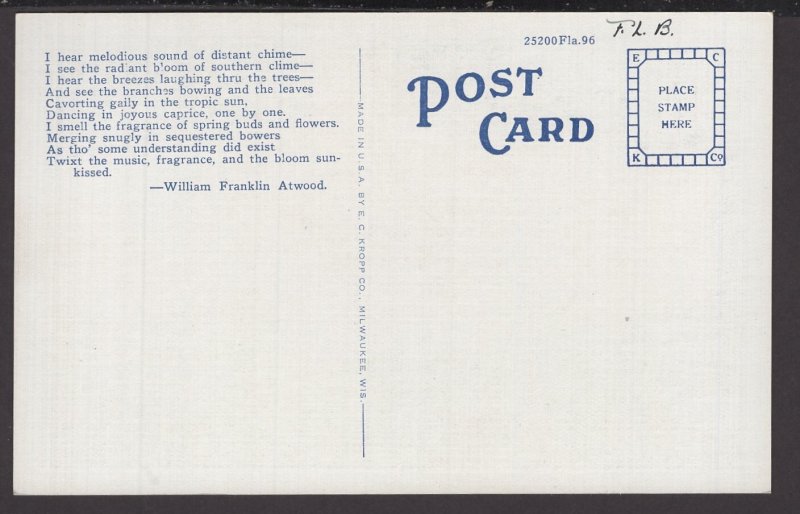 I hear melodious sound of distant chime—
I see the radiant bloom of southern clime—
I hear the breezes laughing thru the trees—
And see the branches bowing and the leaves
Cavorting gaily in the tropic sun,
Dancing in joyous caprice, one by one.
I smell the fragrance of spring buds and flowers.
Merging snugly in sequestered bowers
As tho' some understanding did exist
Twixt the music, fragrance, and the bloom sun-
kissed.
—William Franklin Atwood.
MADE IN U. S. A. BY E. C. KROPP CO., MILWAUKEE, WIS.
25200Fla.96
F. L. B.
POST
CARD
E C
PLACE
STAMP
HERE
K Co